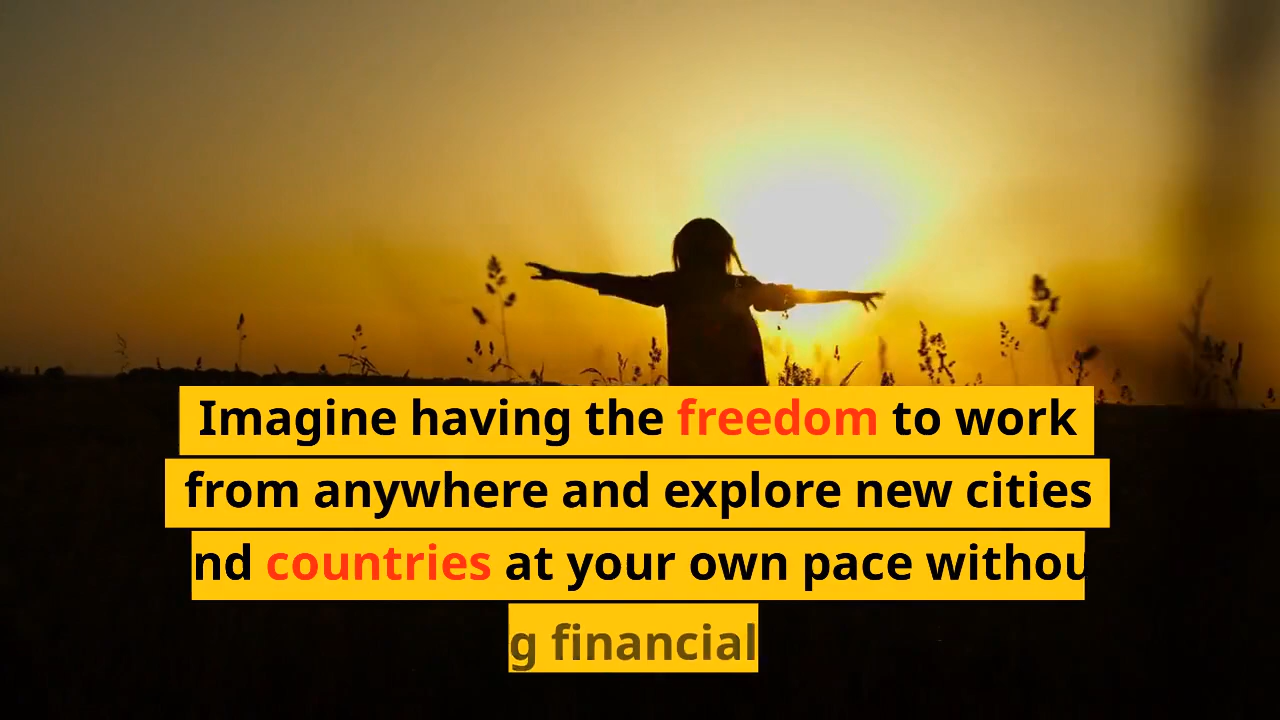 Imagine having the freedom to work
from anywhere and explore new cities
nd countries at your own pace withou
g financial